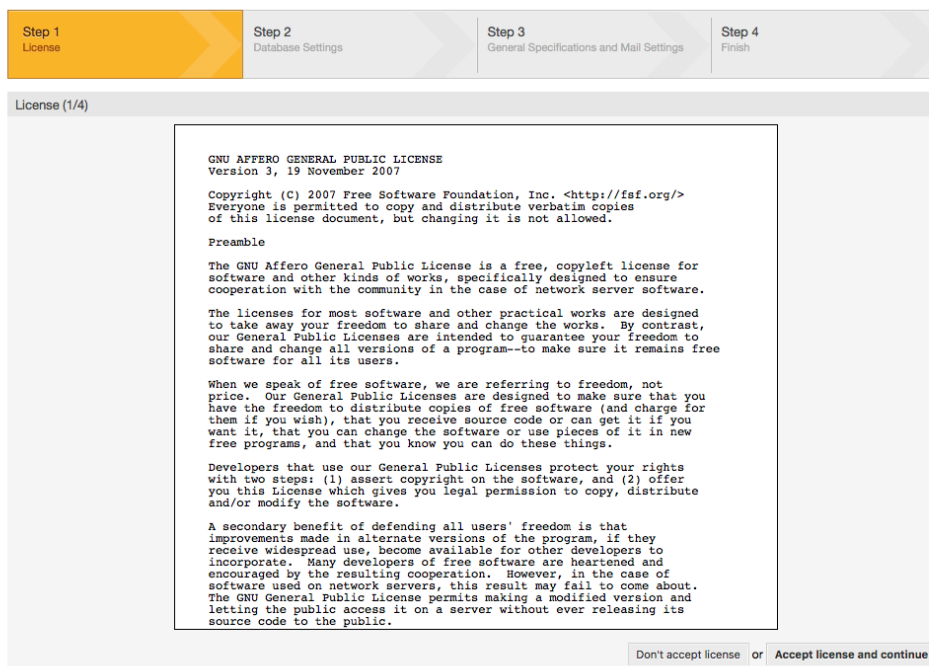 Step 1
License
Step 2
Database Settings
Step 3
General Specifications and Mail Settings
Step 4
Finish
License (1/4)
GNU AFFERO GENERAL PUBLIC LICENSE
Version 3, 19 November 2007
Copyright (C) 2007 Free Software Foundation, Inc. <http://fsf.org/>
Everyone is permitted to copy and distribute verbatim copies
of this license document, but changing it is not allowed.
Preamble
The GNU Affero General Public License is a free, copyleft license for
software and other kinds of works, specifically designed to ensure
cooperation with the community in the case of network server software.
The licenses for most software and other practical works are designed
to take away your freedom to share and change the works.  By contrast,
our General Public Licenses are intended to guarantee your freedom to
share and change all versions of a program--to make sure it remains free
software for all its users.
When we speak of free software, we are referring to freedom, not
price.  Our General Public Licenses are designed to make sure that you
have the freedom to distribute copies of free software (and charge for
them if you wish), that you receive source code or can get it if you
want it, that you can change the software or use pieces of it in new
free programs, and that you know you can do these things.
Developers that use our General Public Licenses protect your rights
with two steps: (1) assert copyright on the software, and (2) offer
you this License which gives you legal permission to copy, distribute
and/or modify the software.
A secondary benefit of defending all users' freedom is that
improvements made in alternate versions of the program, if they
receive widespread use, become available for other developers to
incorporate.  Many developers of free software are heartened and
encouraged by the resulting cooperation.  However, in the case of
software used on network servers, this result may fail to come about.
The GNU General Public License permits making a modified version and
letting the public access it on a server without ever releasing its
source code to the public.
Don't accept license or Accept license and continue